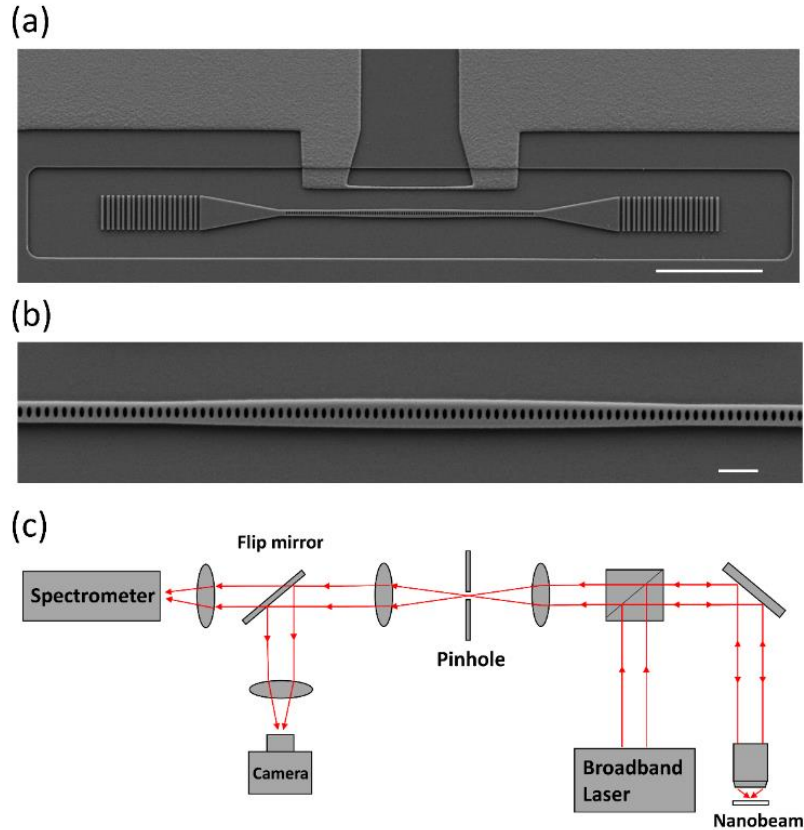 (a)
(b)
(c)
Flip mirror
Spectrometer
Pinhole
Camera
Broadband
Laser
Nanobeam